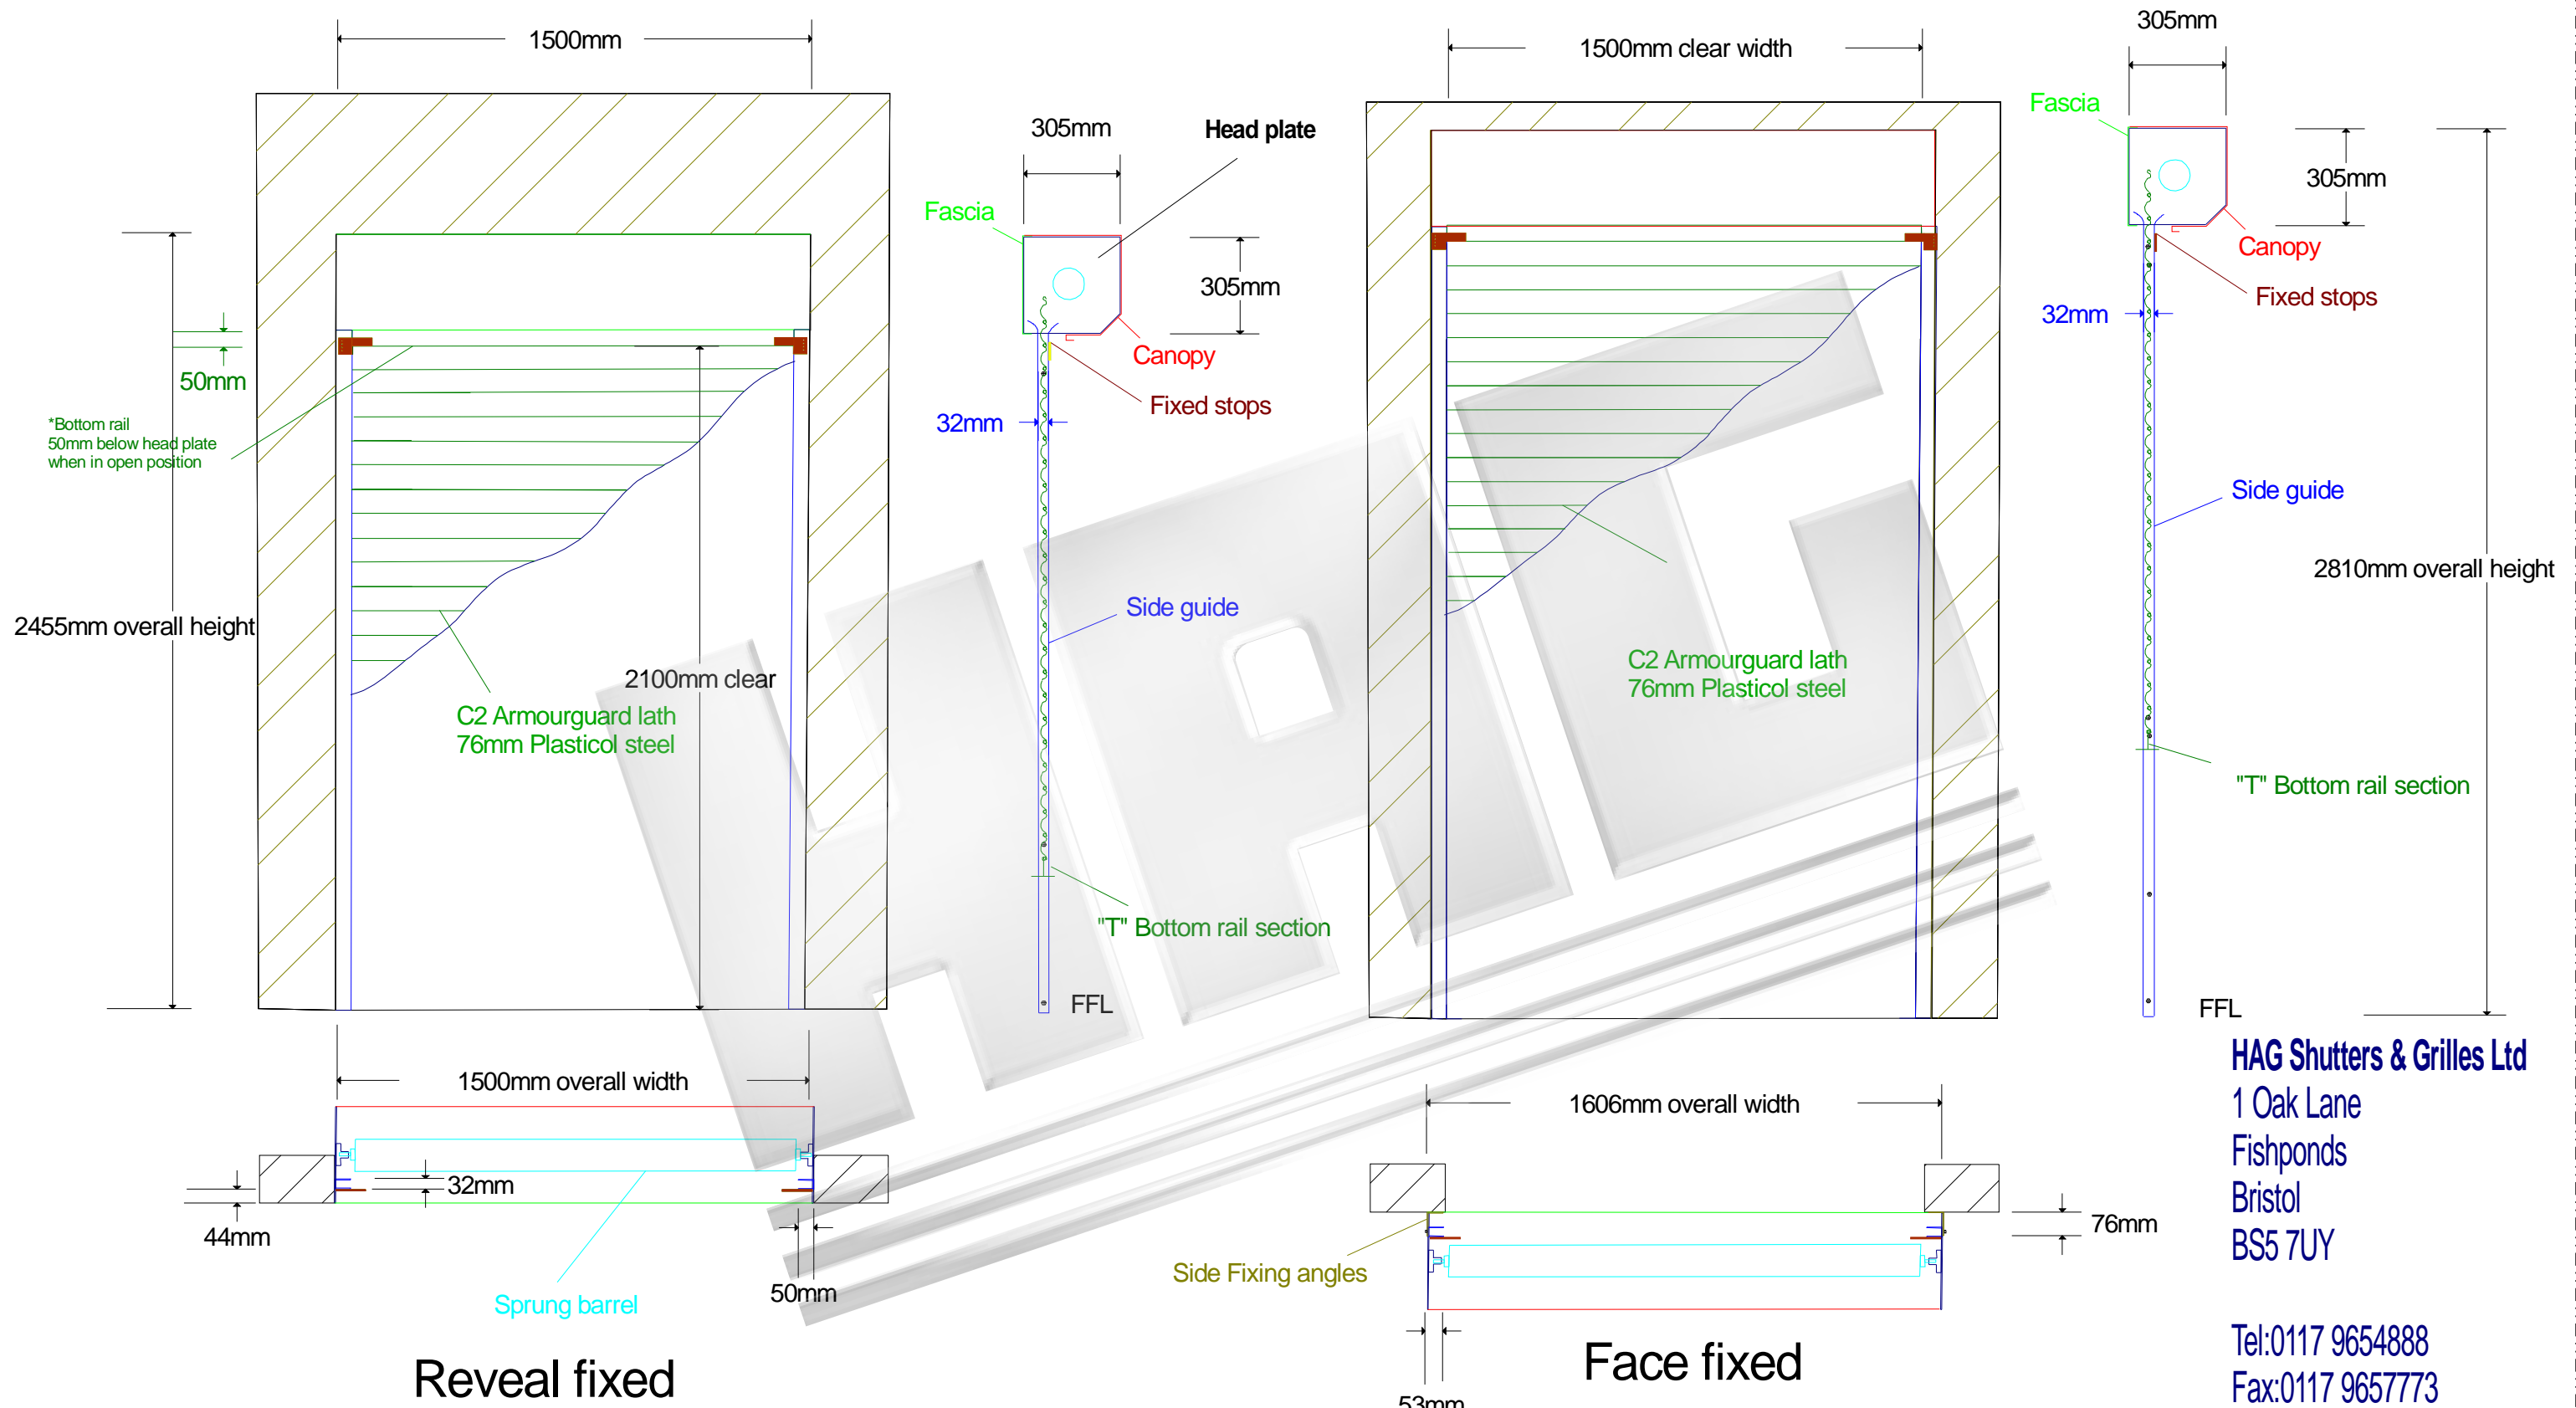 1500mm
1500mm clear width
305mm
305mm
Head plate
Fascia
Fascia
305mm
305mm
Canopy
Canopy
Fixed stops
Fixed stops
32mm
32mm
50mm
*Bottom rail
50mm below head plate
when in open position
Side guide
Side guide
2455mm overall height
2810mm overall height
2100mm clear
C2 Armourguard lath
76mm Plasticol steel
C2 Armourguard lath
76mm Plasticol steel
"T" Bottom rail section
"T" Bottom rail section
FFL
FFL
HAG
1500mm overall width
1606mm overall width
32mm
44mm
50mm
Sprung barrel
76mm
Side Fixing angles
53mm
Reveal fixed
Face fixed
HAG Shutters & Grilles Ltd
1 Oak Lane
Fishponds
Bristol
BS5 7UY
Tel:0117 9654888
Fax:0117 9657773